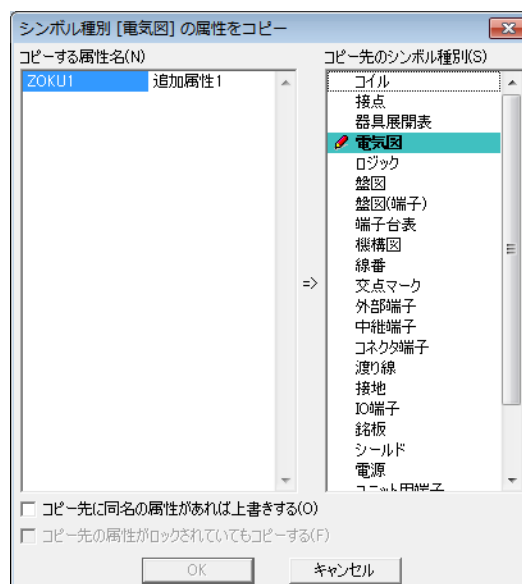 シンボル種別 [電気図] の属性をコピー
コピーする属性名(N)
コピー先のシンボル種別(S)
ZOKU1 追加属性1
コイル
接点
器具展開表
電気図
ロジック
盤図
盤図(端子)
端子台表
機構図
線番
=>
交点マーク
外部端子
中継端子
コネクタ端子
渡り線
接地
IO端子
銘板
シールド
電源
ユニット用端子
コピー先に同名の属性があれば上書きする(O)
コピー先の属性がロックされていてもコピーする(F)
OK
キャンセル